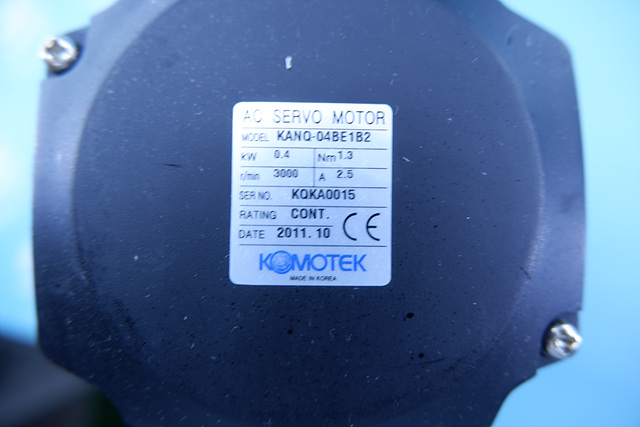 AC SERVO MOTOR
MODEL KANQ-04BE1B2
kW 0.4 Nm 1.3
r/min 3000 A 2.5
SER NO. KQKA0015
RATING CONT.
DATE 2011. 10 CE
KOMOTEK
MADE IN KOREA